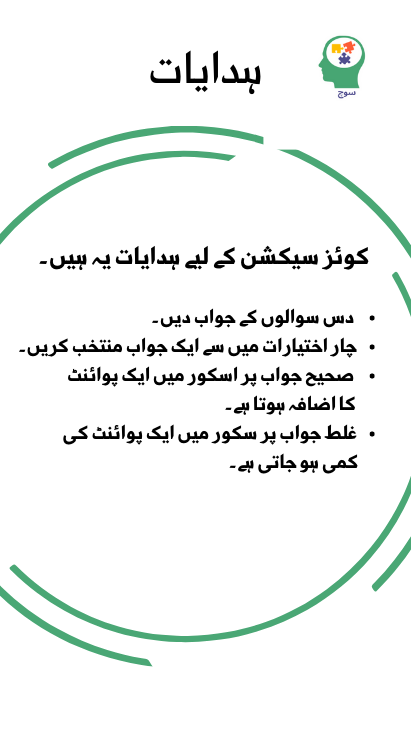 سوچ
ہدایات
کوئز سیکشن کے لیے ہدایات یہ ہیں۔
• دس سوالوں کے جواب دیں۔
• چار اختیارات میں سے ایک جواب منتخب کریں۔
• صحیح جواب پر اسکور میں ایک پوائنٹ
کا اضافہ ہوتا ہے۔
• غلط جواب پر سکور میں ایک پوائنٹ کی
کمی ہو جاتی ہے۔